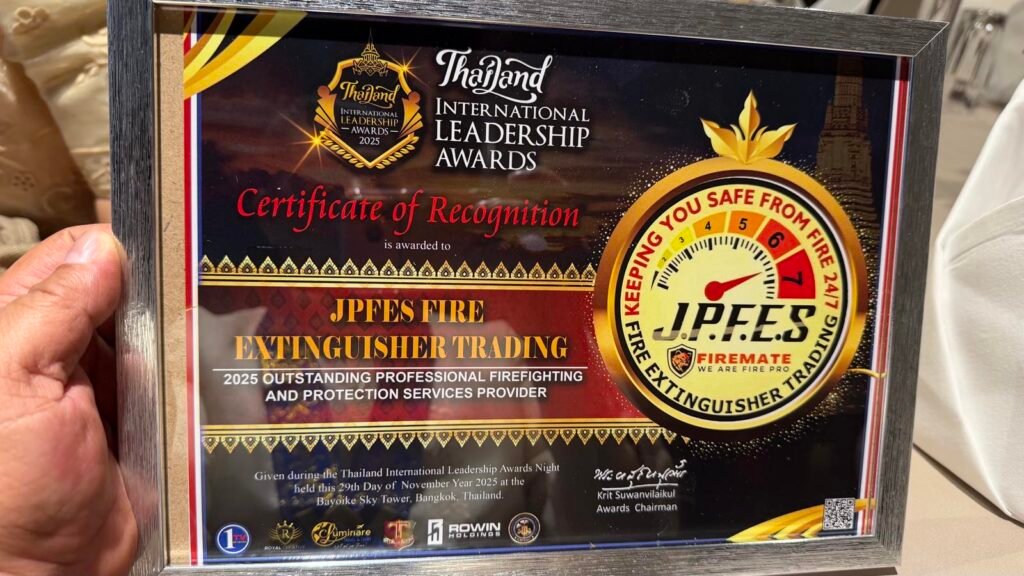 Thailand
INTERNATIONAL
LEADERSHIP
AWARDS
2025
Thailand
INTERNATIONAL
LEADERSHIP
AWARDS
Certificate of Recognition
is awarded to
JPFES FIRE
EXTINGUISHER TRADING
2025 OUTSTANDING PROFESSIONAL FIREFIGHTING
AND PROTECTION SERVICES PROVIDER
KEEPING YOU SAFE FROM FIRE 24/7
2 3 4 5 6 7
J.P.F.E.S
FIREMATE
WE ARE FIRE PRO
FIRE EXTINGUISHER TRADING
Given during the Thailand International Leadership Awards Night
held this 29th Day of November Year 2025 at the
Bayoike Sky Tower, Bangkok, Thailand.
Krit Suwanvilaikul
Awards Chairman
ROWIN
HOLDINGS